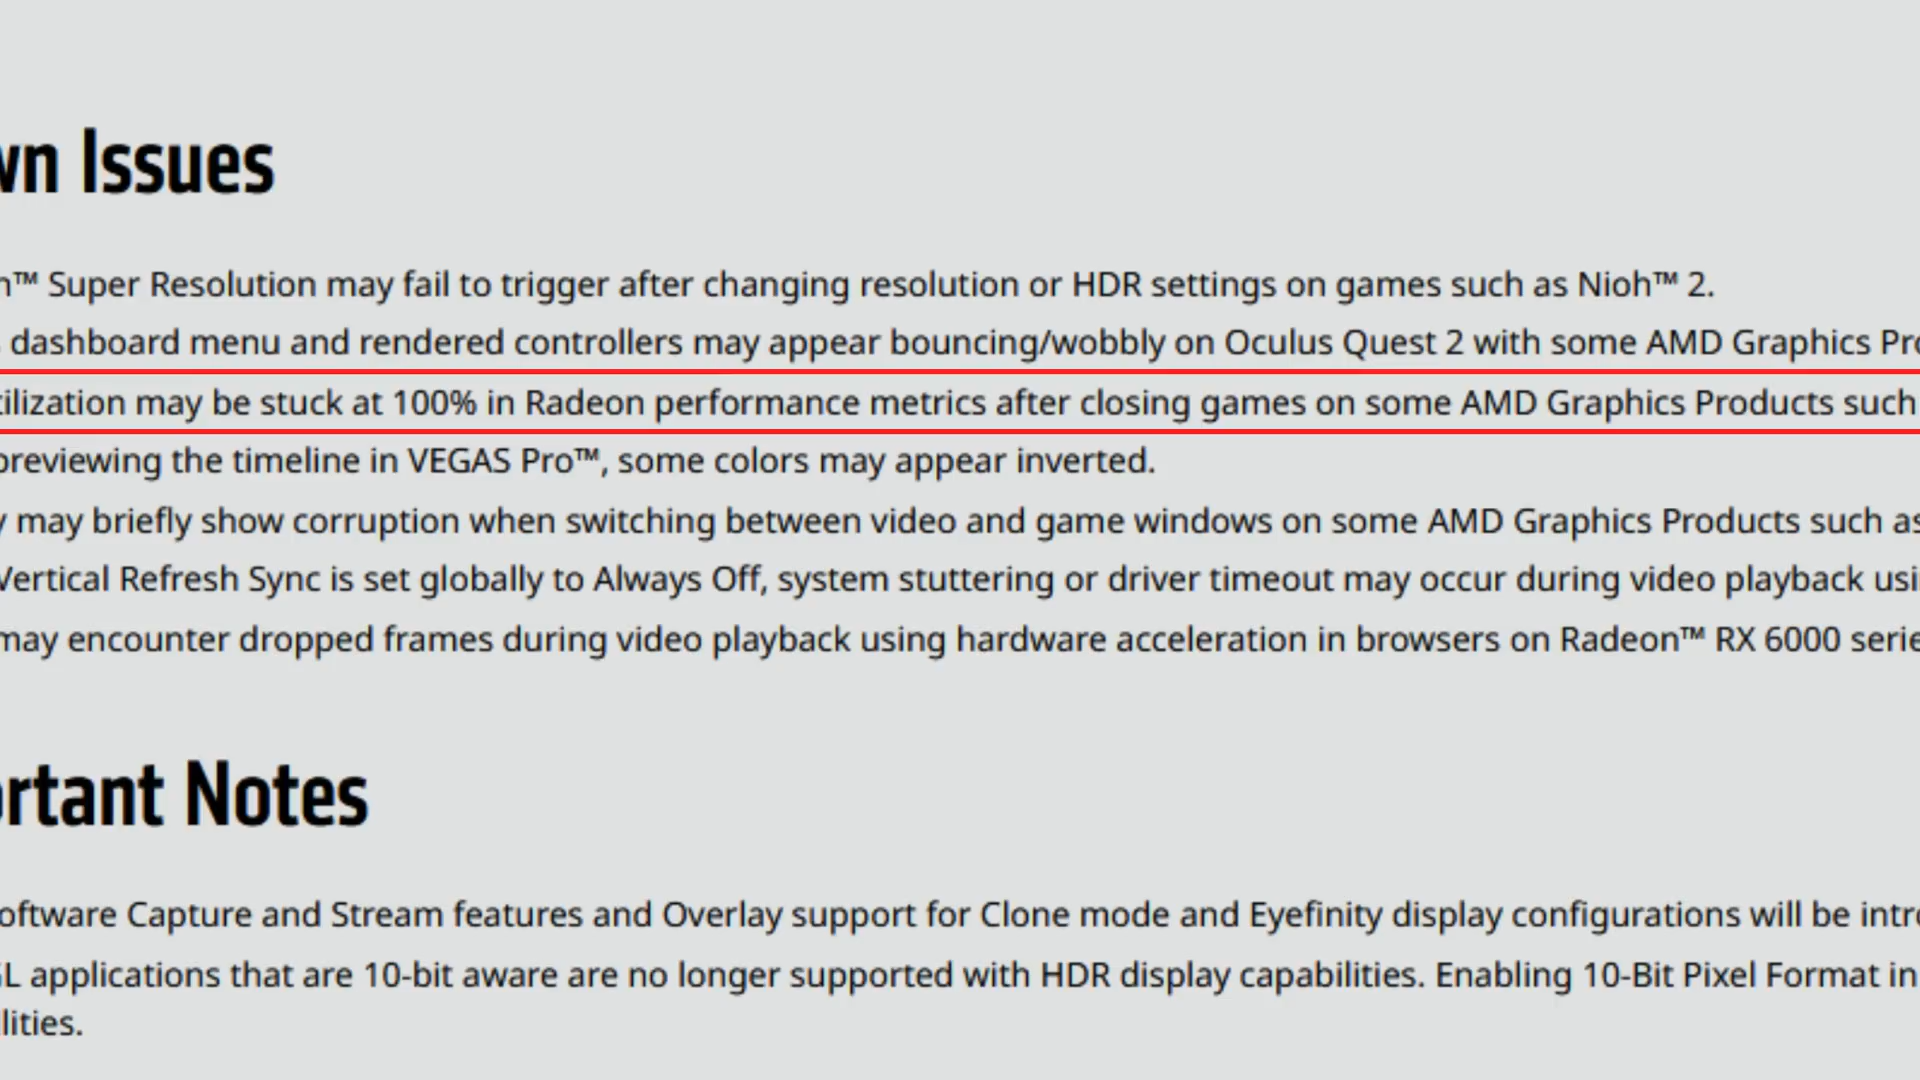 wn Issues
n™ Super Resolution may fail to trigger after changing resolution or HDR settings on games such as Nioh™ 2.
dashboard menu and rendered controllers may appear bouncing/wobbly on Oculus Quest 2 with some AMD Graphics Pro
tilization may be stuck at 100% in Radeon performance metrics after closing games on some AMD Graphics Products such
previewing the timeline in VEGAS Pro™, some colors may appear inverted.
y may briefly show corruption when switching between video and game windows on some AMD Graphics Products such as
Vertical Refresh Sync is set globally to Always Off, system stuttering or driver timeout may occur during video playback usi
may encounter dropped frames during video playback using hardware acceleration in browsers on Radeon™ RX 6000 serie
ortant Notes
oftware Capture and Stream features and Overlay support for Clone mode and Eyefinity display configurations will be intro
GL applications that are 10-bit aware are no longer supported with HDR display capabilities. Enabling 10-Bit Pixel Format in
lities.